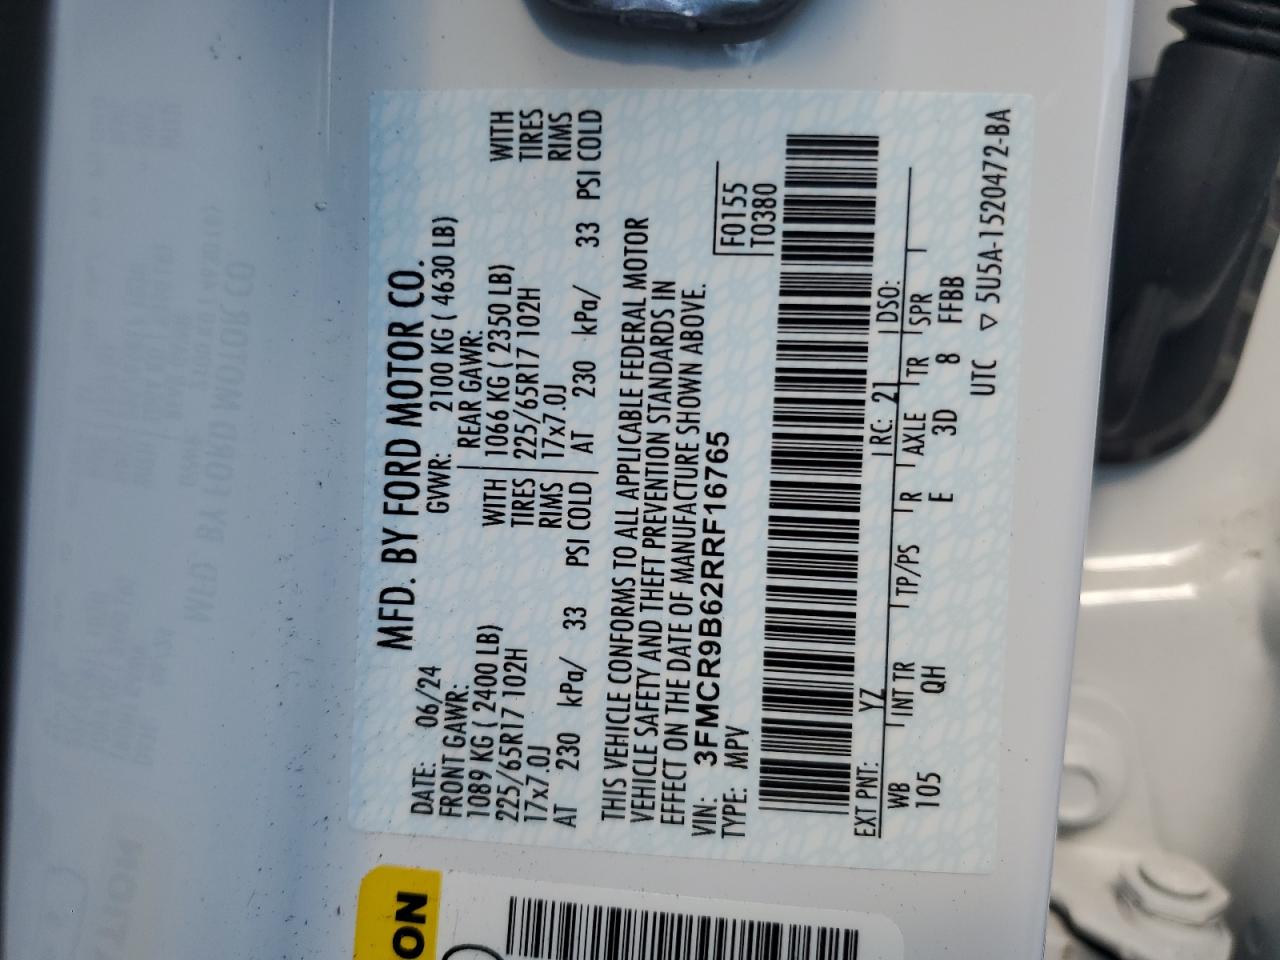 MFD. BY FORD MOTOR CO.
DATE: 06/24 GVWR: 2100 KG ( 4630 LB)
FRONT GAWR: REAR GAWR:
1089 KG ( 2400 LB) WITH 1066 KG ( 2350 LB) WITH
225/65R17 102H TIRES 225/65R17 102H TIRES
17x7.0J RIMS 17x7.0J RIMS
AT 230 kPa/ 33 PSI COLD AT 230 kPa/ 33 PSI COLD
THIS VEHICLE CONFORMS TO ALL APPLICABLE FEDERAL MOTOR
VEHICLE SAFETY AND THEFT PREVENTION STANDARDS IN
EFFECT ON THE DATE OF MANUFACTURE SHOWN ABOVE.
VIN: 3FMCR9B62RRF16765 F0155
TYPE: MPV T0380
EXT PNT: YZ RC: 21 DSO:
WB INT TR TP/PS R AXLE TR SPR
105 QH E 3D 8 FFBB
UTC ▽ 5U5A-1520472-BA
ON